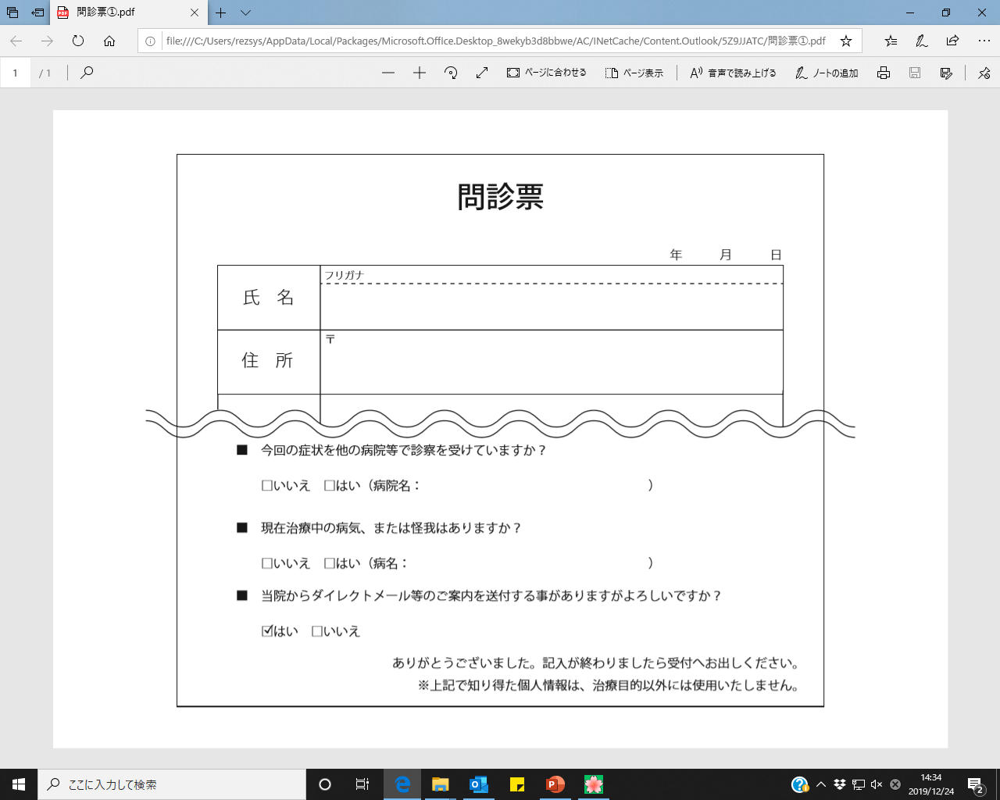 問診票①.pdf
file:///C:/Users/rezsys/AppData/Local/Packages/Microsoft.Office.Desktop_8wekyb3d8bbwe/AC/INetCache/Content.Outlook/5Z9JJATC/問診票①.pdf
1 / 1 ページに合わせる ページ表示 音声で読み上げる ノートの追加
問診票
年 月 日
フリガナ
氏 名
〒
住 所
■ 今回の症状を他の病院等で診察を受けていますか？
□いいえ □はい（病院名： ）
■ 現在治療中の病気、または怪我はありますか？
□いいえ □はい（病名： ）
■ 当院からダイレクトメール等のご案内を送付する事がありますがよろしいですか？
☑はい □いいえ
ありがとうございました。記入が終わりましたら受付へお出しください。
※上記で知り得た個人情報は、治療目的以外には使用いたしません。
ここに入力して検索
14:34
2019/12/24
2